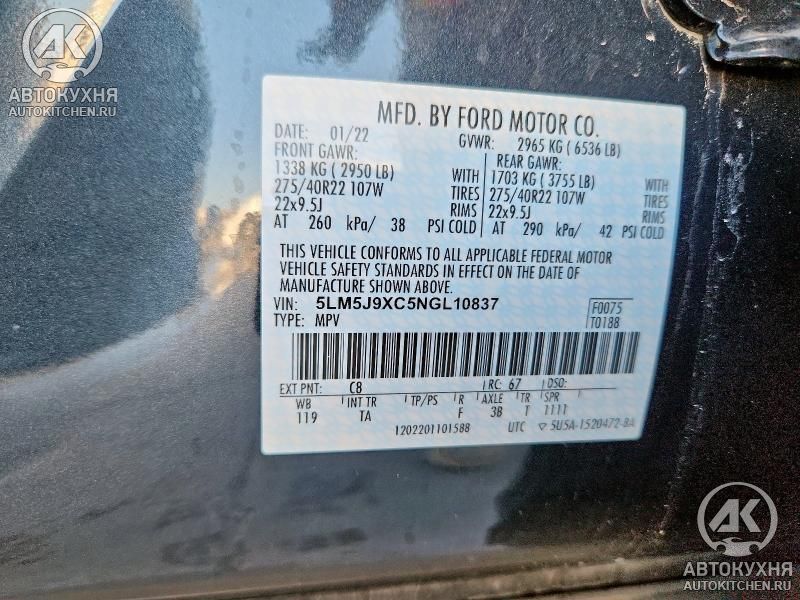 АК
АВТОКУХНЯ
AUTOKITCHEN.RU
MFD. BY FORD MOTOR CO.
DATE: 01/22 GVWR: 2965 KG ( 6536 LB)
FRONT GAWR: REAR GAWR:
1338 KG ( 2950 LB) WITH 1703 KG ( 3755 LB) WITH
275/40R22 107W TIRES 275/40R22 107W TIRES
22x9.5J RIMS 22x9.5J RIMS
AT 260 kPa/ 38 PSI COLD AT 290 kPa/ 42 PSI COLD
THIS VEHICLE CONFORMS TO ALL APPLICABLE FEDERAL MOTOR
VEHICLE SAFETY STANDARDS IN EFFECT ON THE DATE OF
MANUFACTURE SHOWN ABOVE.
VIN: 5LM5J9XC5NGL10837 F0075
TYPE: MPV T0188
EXT PNT: C8 RC: 67 DSO:
WB INT TR TP/PS R AXLE TR SPR
119 TA F 3B T 1111
1202201101588 UTC ▽ 5U5A-1520472-BA
АК
АВТОКУХНЯ
AUTOKITCHEN.RU